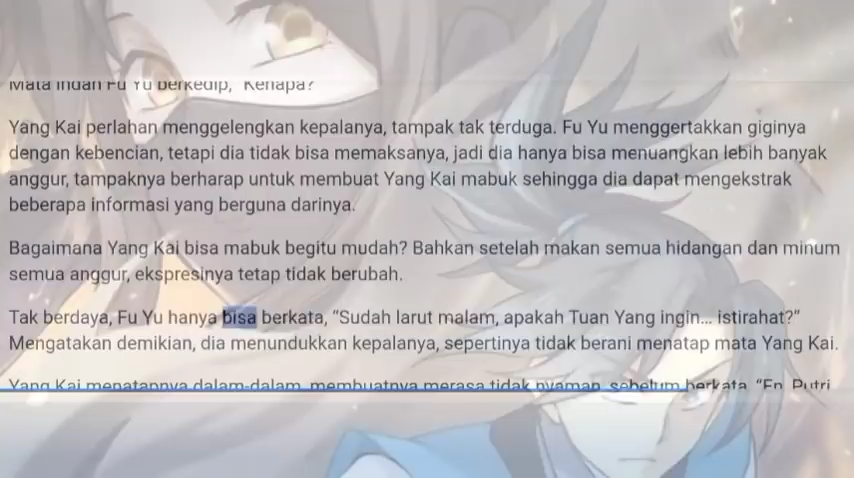 Mata indah Fu Yu berkedip, "Kenapa?
Yang Kai perlahan menggelengkan kepalanya, tampak tak terduga. Fu Yu menggertakkan giginya
dengan kebencian, tetapi dia tidak bisa memaksanya, jadi dia hanya bisa menuangkan lebih banyak
anggur, tampaknya berharap untuk membuat Yang Kai mabuk sehingga dia dapat mengekstrak
beberapa informasi yang berguna darinya.
Bagaimana Yang Kai bisa mabuk begitu mudah? Bahkan setelah makan semua hidangan dan minum
semua anggur, ekspresinya tetap tidak berubah.
Tak berdaya, Fu Yu hanya bisa berkata, “Sudah larut malam, apakah Tuan Yang ingin... istirahat?”
Mengatakan demikian, dia menundukkan kepalanya, sepertinya tidak berani menatap mata Yang Kai.
Yang Kai menatapnya dalam-dalam, membuatnya merasa tidak nyaman, sebelum berkata, “En, Putri